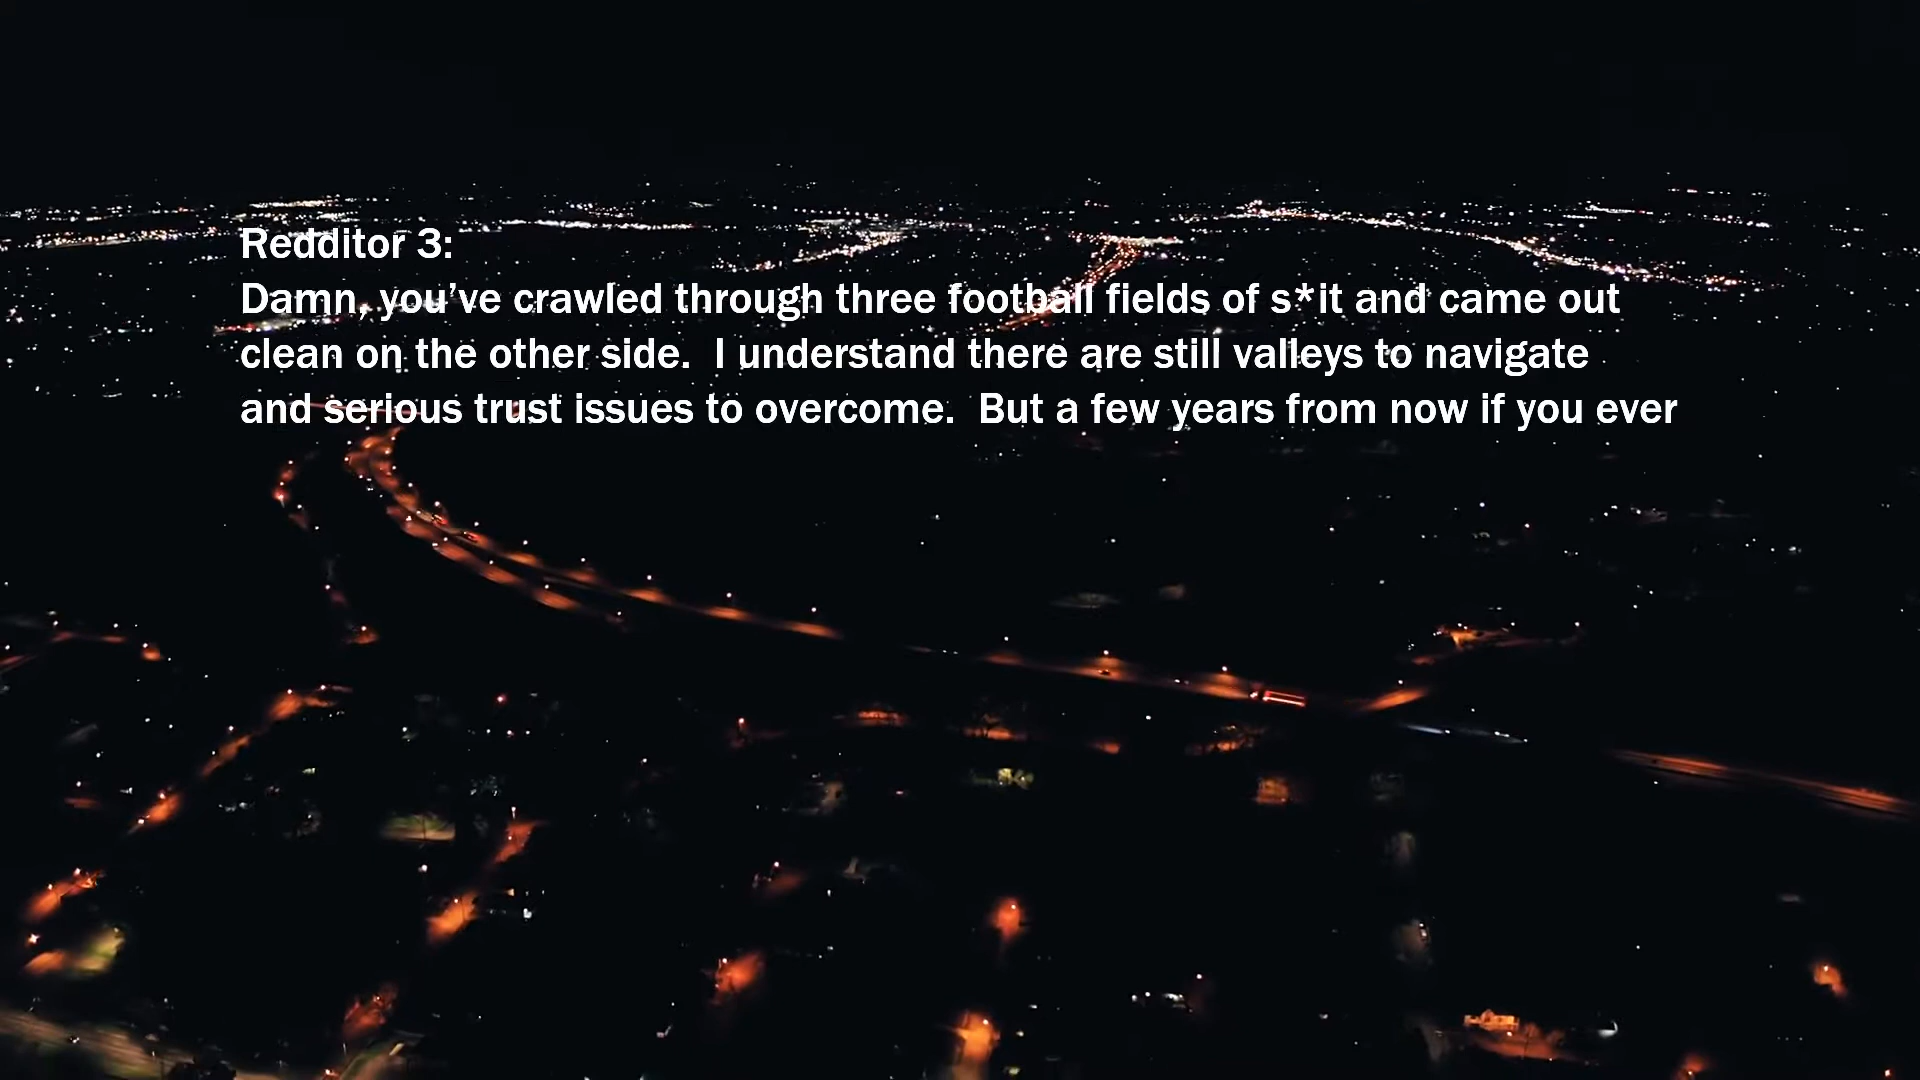 Redditor 3:
Damn, you’ve crawled through three football fields of s*it and came out
clean on the other side.  I understand there are still valleys to navigate
and serious trust issues to overcome.  But a few years from now if you ever